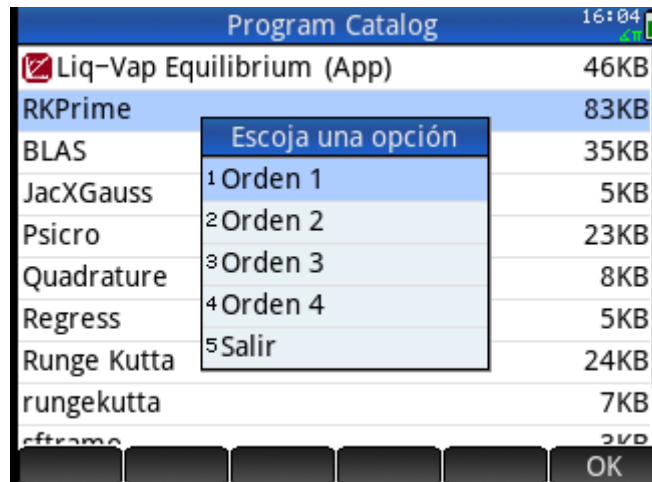 Program Catalog
16:04
∡π
Liq-Vap Equilibrium (App) 46KB
RKPrime 83KB
BLAS 35KB
JacXGauss 5KB
Psicro 23KB
Quadrature 8KB
Regress 5KB
Runge Kutta 24KB
rungekutta 7KB
Escoja una opción
1 Orden 1
2 Orden 2
3 Orden 3
4 Orden 4
5 Salir
OK